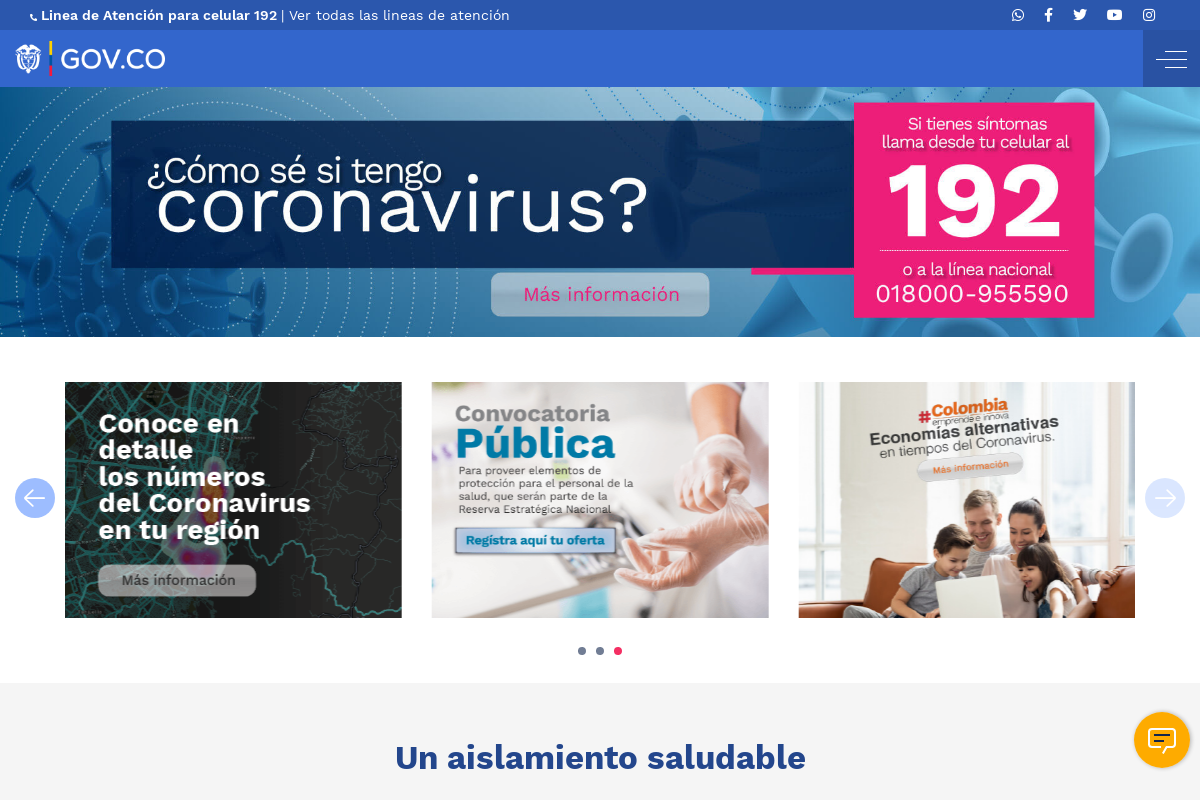 Linea de Atención para celular 192 | Ver todas las lineas de atención
GOV.CO
¿Cómo sé si tengo
coronavirus?
Más información
Si tienes síntomas
llama desde tu celular al
192
o a la línea nacional
018000-955590
Conoce en
detalle
los números
del Coronavirus
en tu región
Más información
Convocatoria
Pública
Para proveer elementos de
protección para el personal de la
salud, que serán parte de la
Reserva Estratégica Nacional
Regístra aquí tu oferta
#Colombia
emprende e innova
Economías alternativas
en tiempos del Coronavirus.
Más información
Un aislamiento saludable